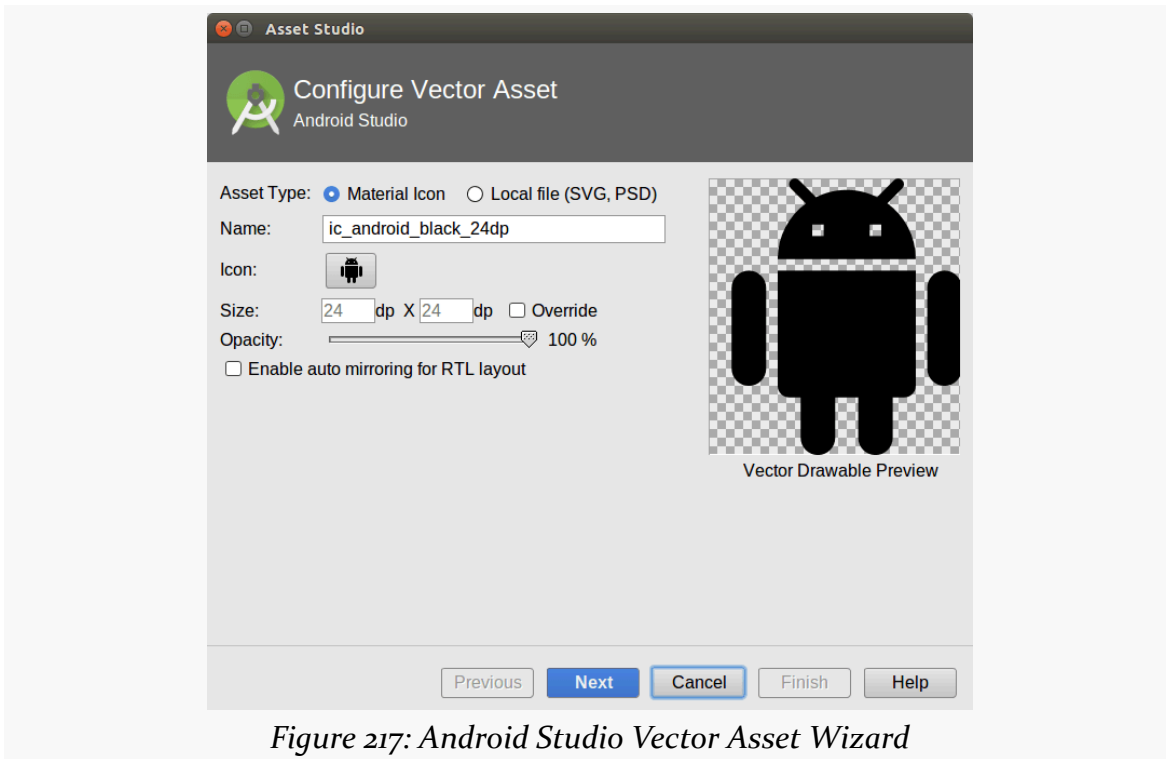 Asset Studio
Configure Vector Asset
Android Studio
Asset Type: Material Icon Local file (SVG, PSD)
Name: ic_android_black_24dp
Icon:
Size: 24 dp X 24 dp Override
Opacity: 100 %
Enable auto mirroring for RTL layout
Vector Drawable Preview
Previous Next Cancel Finish Help
Figure 217: Android Studio Vector Asset Wizard